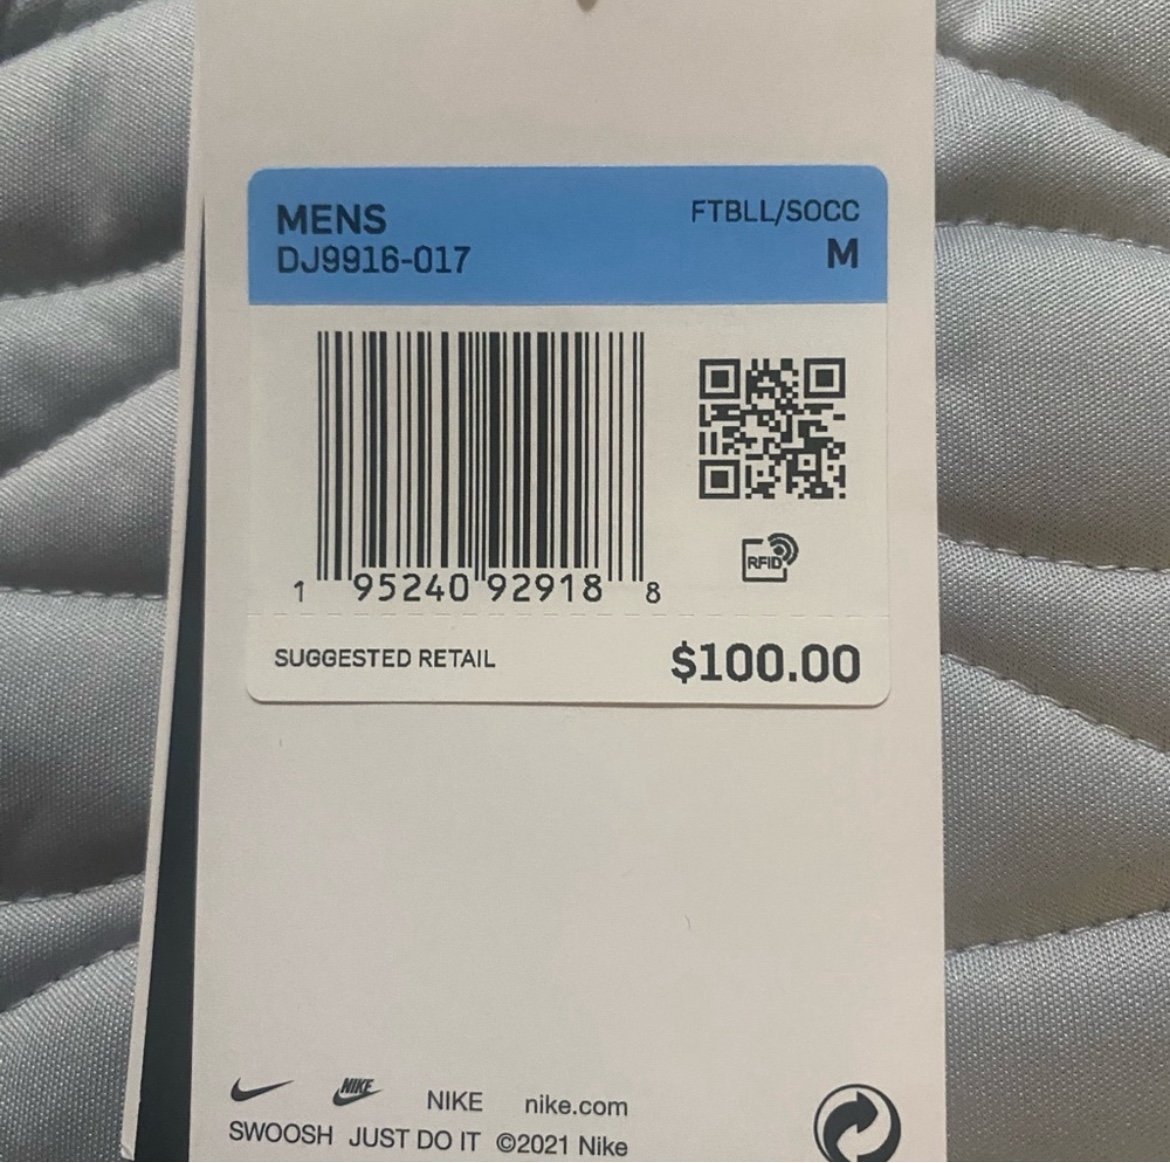 MENS
DJ9916-017
FTBLL/SOCC
M
RFID
1 95240 92918 8
SUGGESTED RETAIL $100.00
NIKE NIKE nike.com
SWOOSH JUST DO IT ©2021 Nike